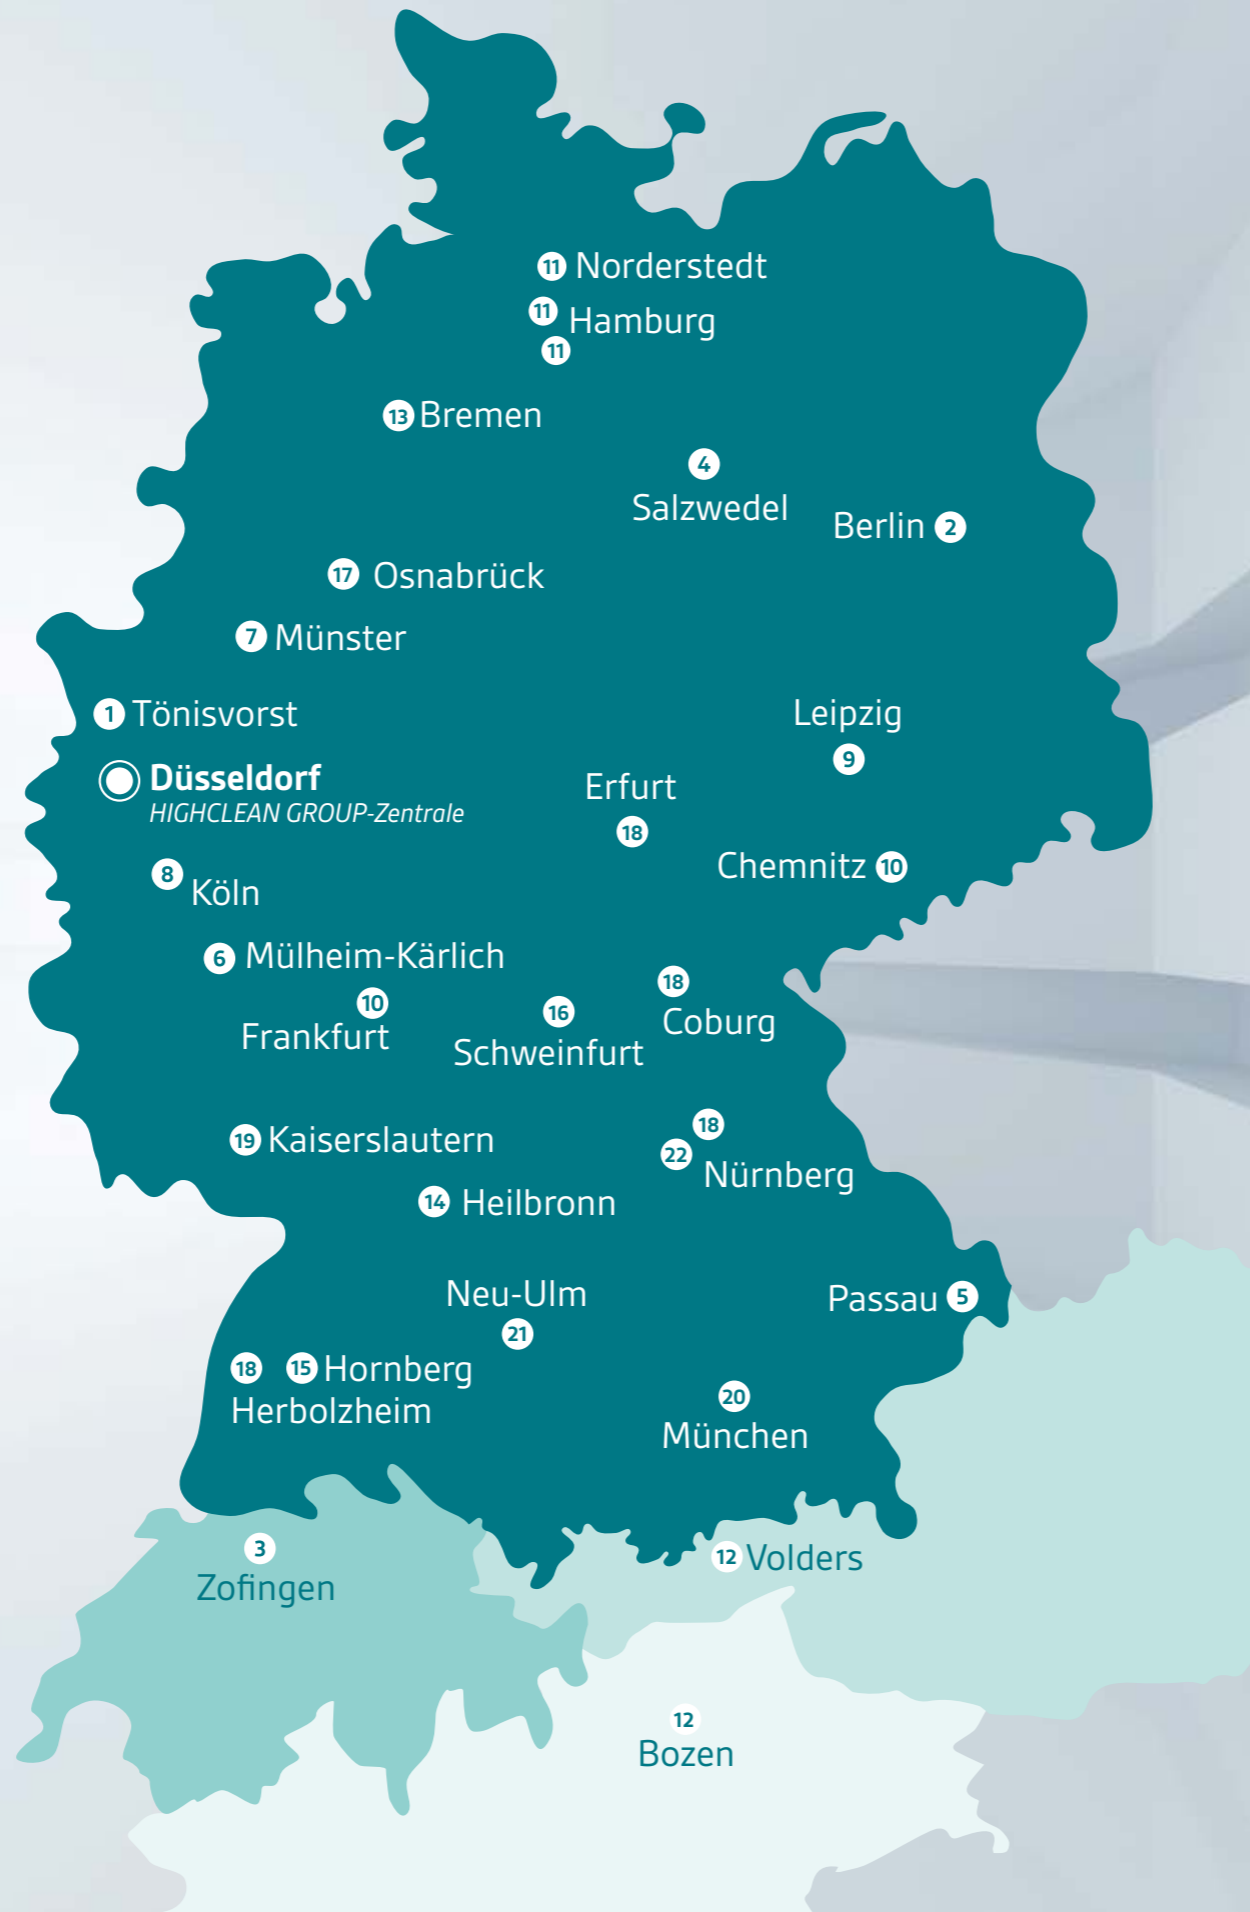 11 Norderstedt
11 Hamburg
11
13 Bremen
4
Salzwedel
Berlin 2
17 Osnabrück
7 Münster
1 Tönisvorst
Leipzig
9
Düsseldorf
HIGHCLEAN GROUP-Zentrale
Erfurt
18
Chemnitz 10
8
Köln
6 Mülheim-Kärlich
10
Frankfurt
16
Schweinfurt
18
Coburg
19 Kaiserslautern
18
22
Nürnberg
14 Heilbronn
Neu-Ulm
21
Passau 5
18
Herbolzheim
15 Hornberg
20
München
3
Zofingen
12 Volders
12
Bozen